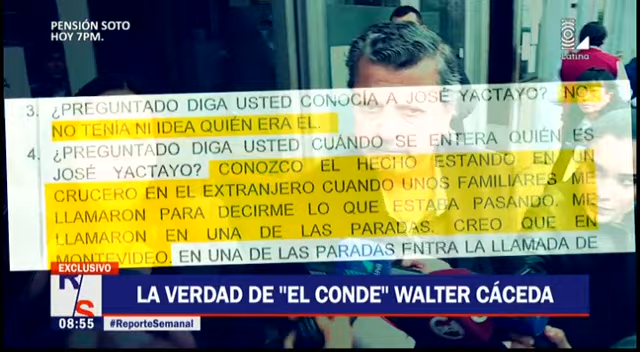 PENSIÓN SOTO
HOY 7PM.
Latina
3. ¿PREGUNTADO DIGA USTED CONOCÍA A JOSÉ YACTAYO? NO,
NO TENÍA NI IDEA QUIÉN ERA ÉL.
4. ¿PREGUNTADO DIGA USTED CUÁNDO SE ENTERA QUIÉN ES
JOSÉ YACTAYO? CONOZCO EL HECHO ESTANDO EN UN
CRUCERO EN EL EXTRANJERO CUANDO UNOS FAMILIARES ME
LLAMARON PARA DECIRME LO QUE ESTABA PASANDO. ME
LLAMARON EN UNA DE LAS PARADAS. CREO QUE EN
MONTEVIDEO. EN UNA DE LAS PARADAS ENTRA LA LLAMADA DE
EXCLUSIVO
R/S
LA VERDAD DE "EL CONDE" WALTER CÁCEDA
08:55 #ReporteSemanal